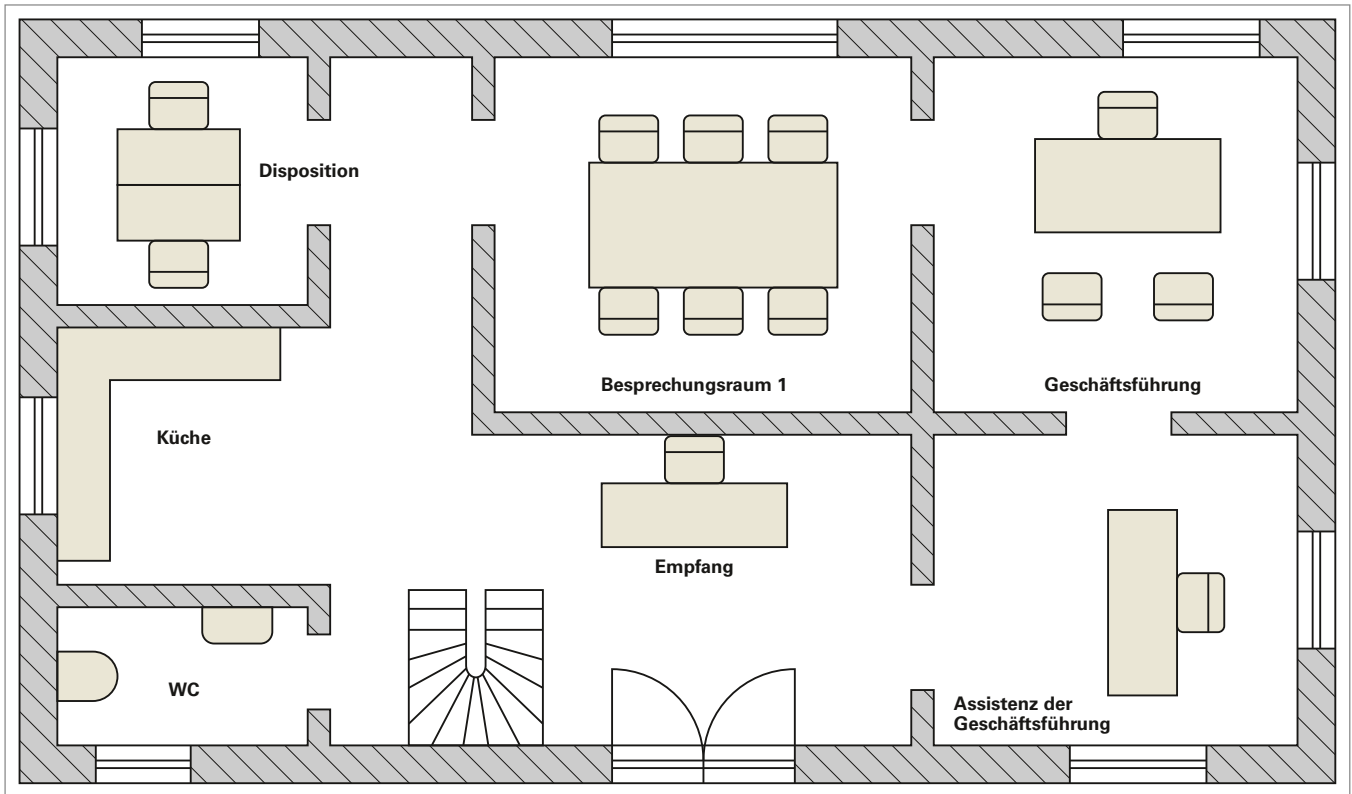 Disposition
Besprechungsraum 1
Geschäftsführung
Küche
Empfang
WC
Assistenz der
Geschäftsführung